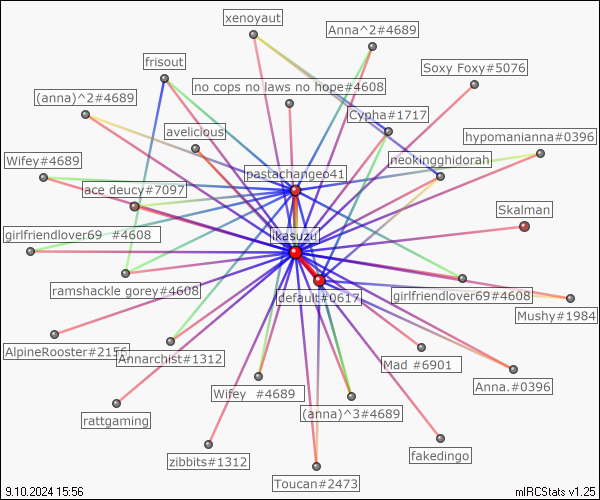 xenoyaut
Anna^2#4689
frisout
Soxy Foxy#5076
no cops no laws no hope#4608
(anna)^2#4689
Cypha#1717
avelicious
hypomanianna#0396
Wifey#4689
neokingghidorah
pastachangeo41
ace deucy#7097
Skalman
girlfriendlover69 #4608
ikasuzu
ramshackle gorey#4608
default#0617
girlfriendlover69#4608
Mushy#1984
AlpineRooster#2156
Annarchist#1312
Mad #6901
Anna.#0396
Wifey #4689
(anna)^3#4689
rattgaming
fakedingo
zibbits#1312
Toucan#2473
9.10.2024 15:56
mIRCStats v1.25